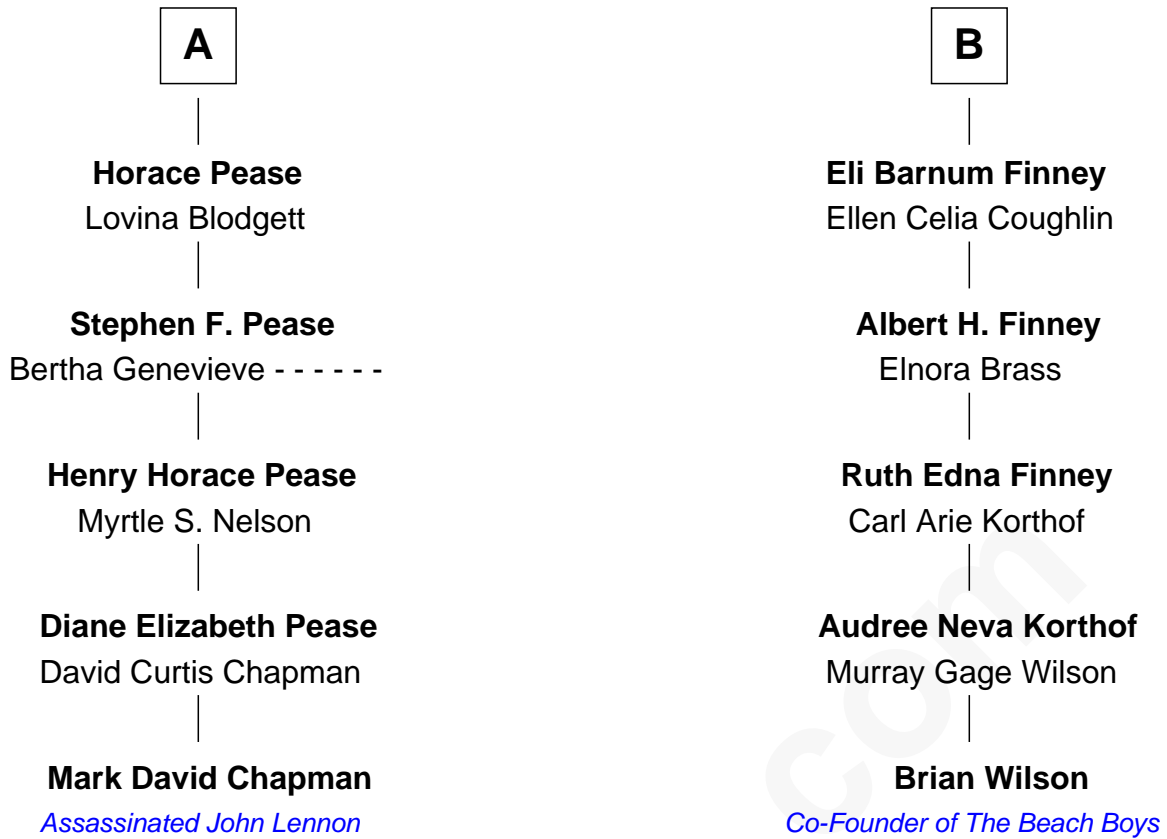 A
Horace Pease
Lovina Blodgett
Stephen F. Pease
Bertha Genevieve - - - - - -
Henry Horace Pease
Myrtle S. Nelson
Diane Elizabeth Pease
David Curtis Chapman
Mark David Chapman
Assassinated John Lennon
B
Eli Barnum Finney
Ellen Celia Coughlin
Albert H. Finney
Elnora Brass
Ruth Edna Finney
Carl Arie Korthof
Audree Neva Korthof
Murray Gage Wilson
Brian Wilson
Co-Founder of The Beach Boys
com